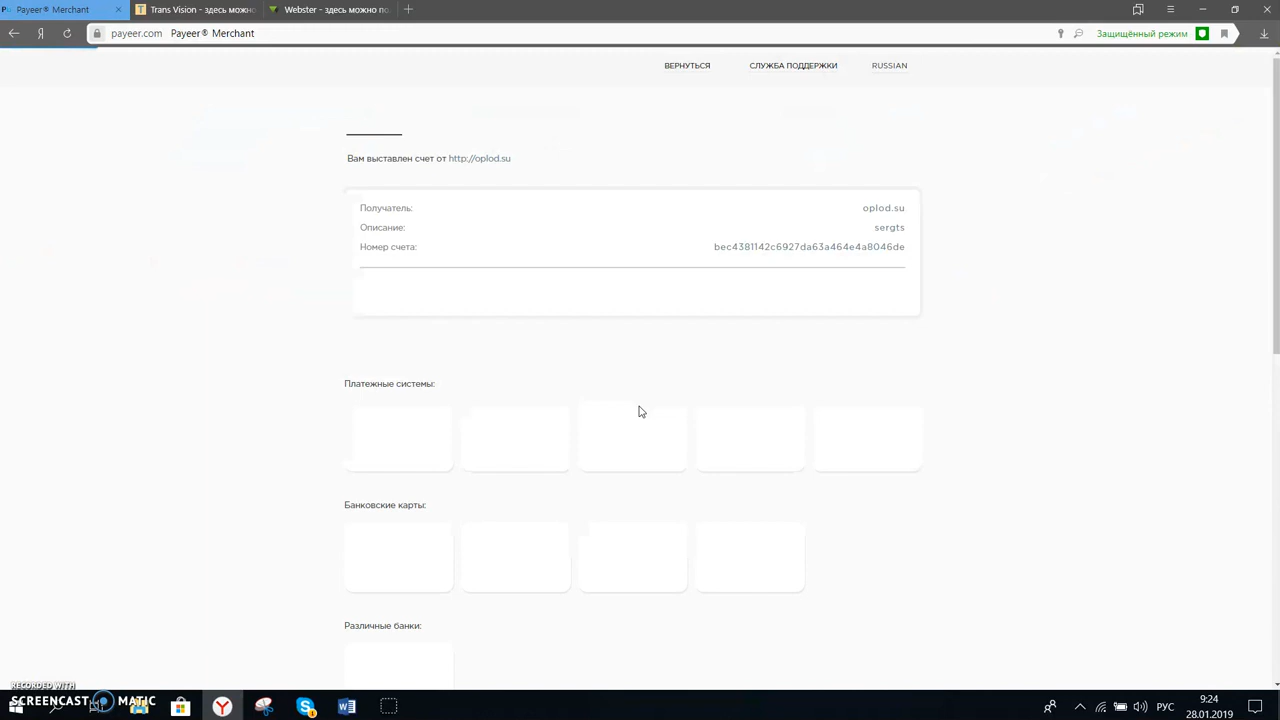 Payeer® Merchant
Trans Vision - здесь можно
Webster - здесь можно по
Я
payeer.com Payeer® Merchant
Защищённый режим
ВЕРНУТЬСЯ
СЛУЖБА ПОДДЕРЖКИ
RUSSIAN
Вам выставлен счет от http://oplod.su
Получатель: oplod.su
Описание: sergts
Номер счета: bec4381142c6927da63a464e4a8046de
Платежные системы:
Банковские карты:
Различные банки:
RECORDED WITH
SCREENCAST MATIC
РУС
9:24
28.01.2019